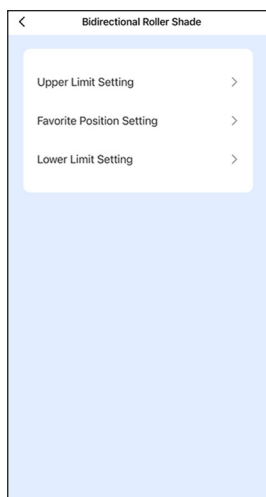 Bidirectional Roller Shade
Upper Limit Setting
Favorite Position Setting
Lower Limit Setting